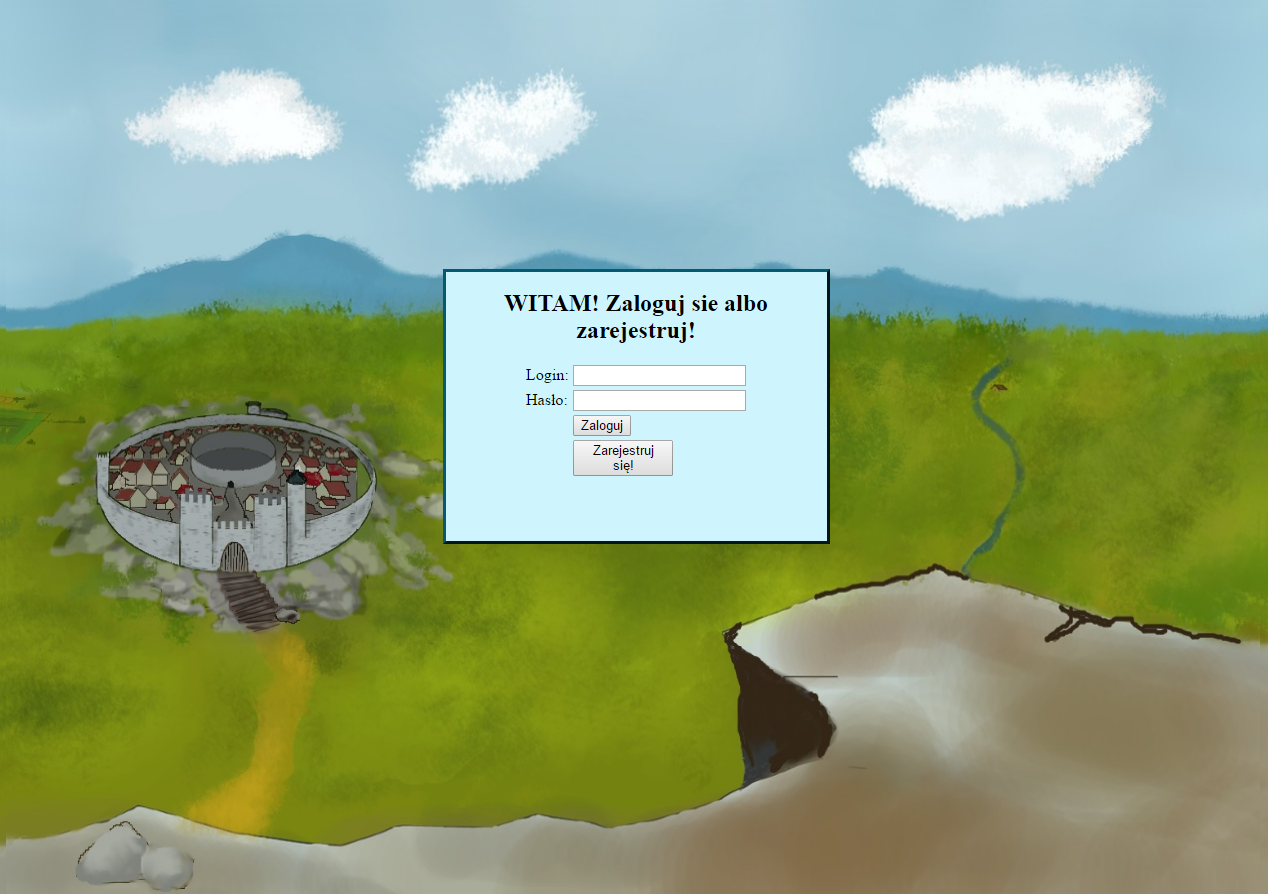 WITAM! Zaloguj sie albo
zarejestruj!
Login:
Hasło:
Zaloguj
Zarejestruj
się!